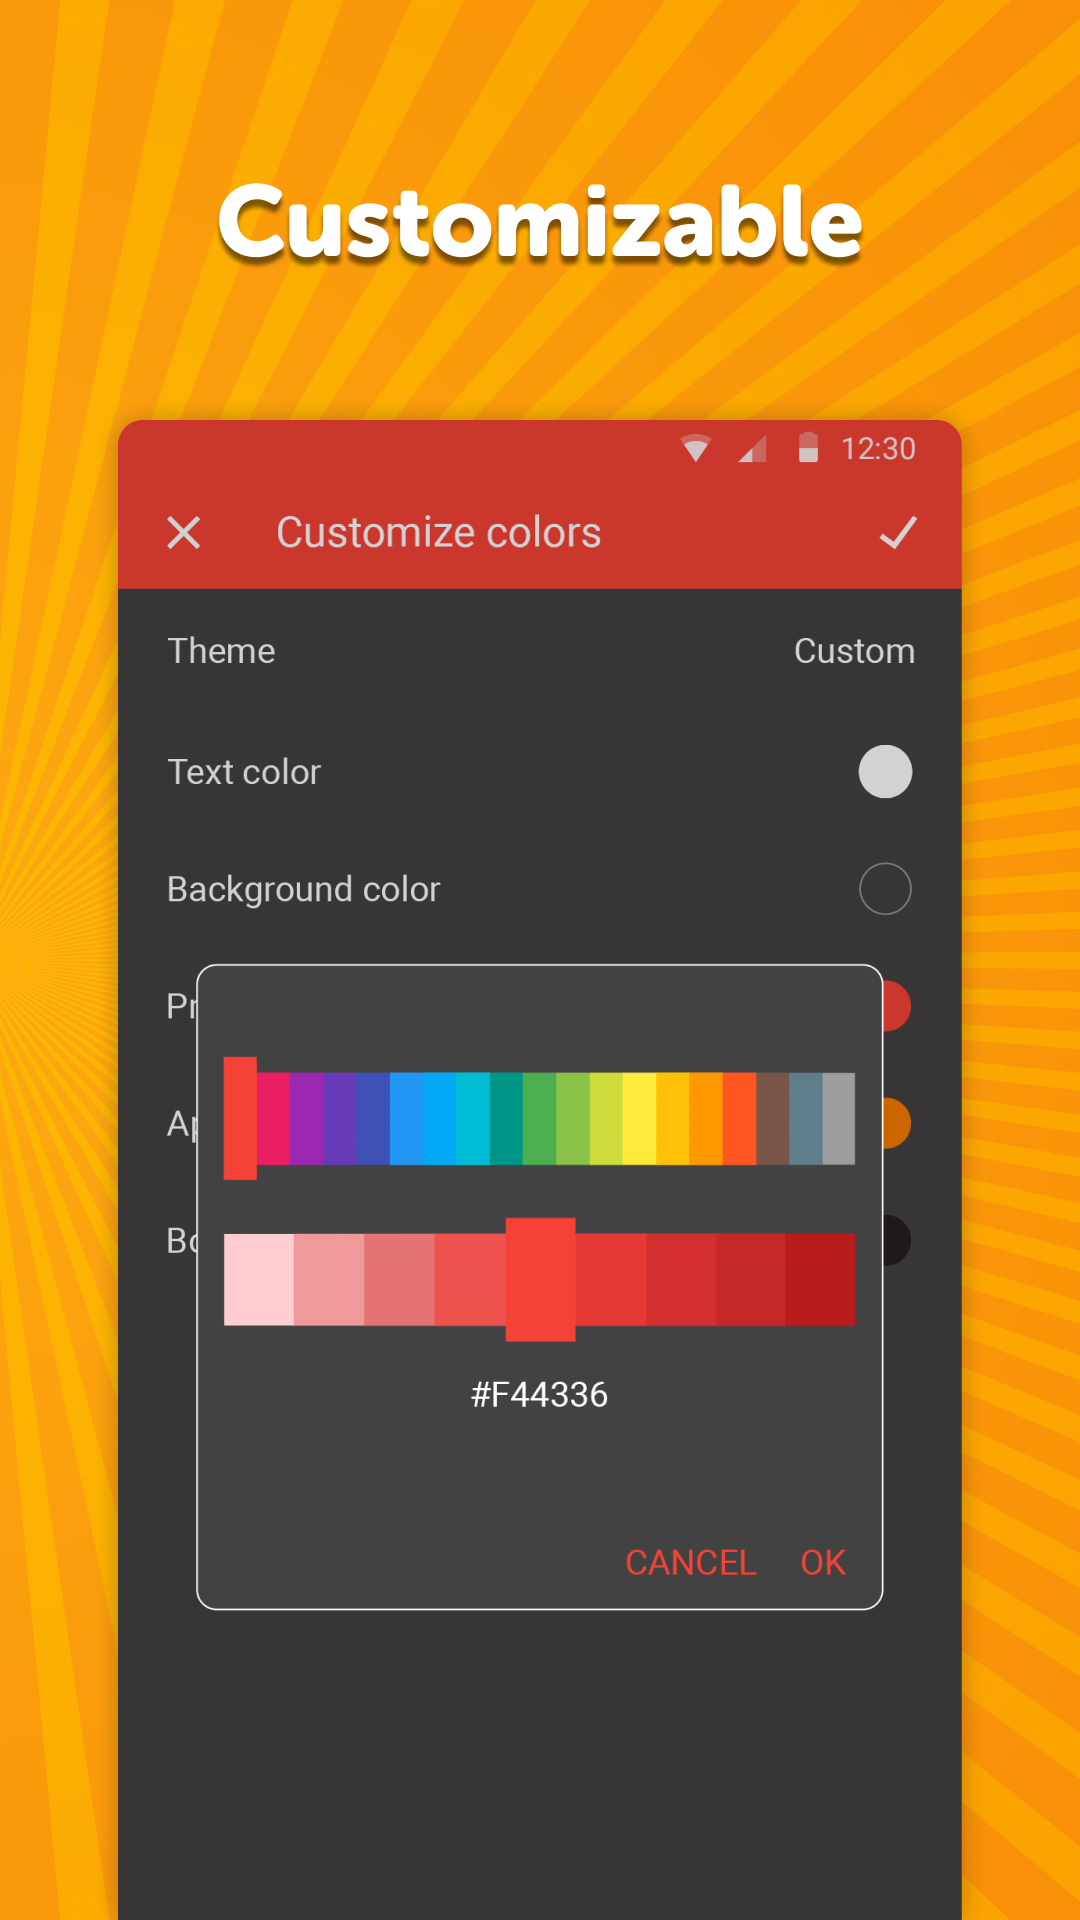 Customizable
12:30
Customize colors
Theme
Custom
Text color
Background color
Pr
Ap
Bo
#F44336
CANCEL OK